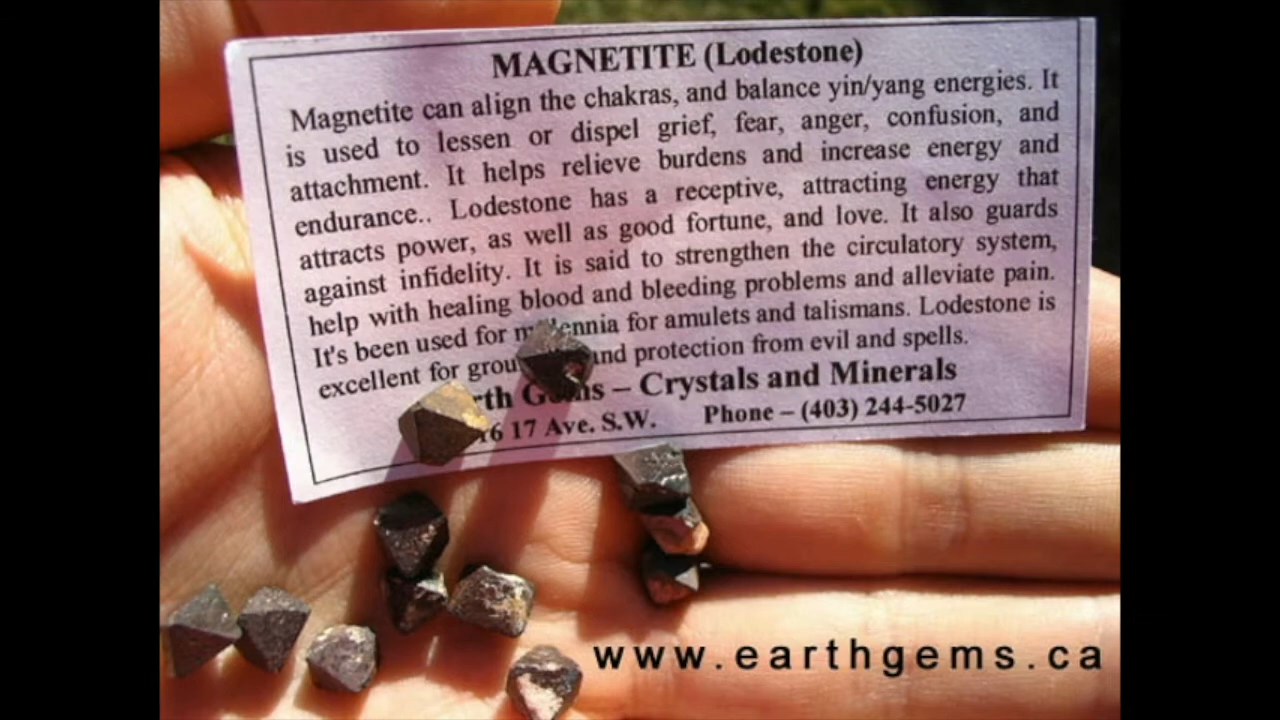 MAGNETITE (Lodestone)
Magnetite can align the chakras, and balance yin/yang energies. It
is used to lessen or dispel grief, fear, anger, confusion, and
attachment. It helps relieve burdens and increase energy and
endurance.. Lodestone has a receptive, attracting energy that
attracts power, as well as good fortune, and love. It also guards
against infidelity. It is said to strengthen the circulatory system,
help with healing blood and bleeding problems and alleviate pain.
It's been used for for amulets and talismans. Lodestone is
excellent for and protection from evil and spells.
– Crystals and Minerals
17 Ave. S.W. Phone – (403) 244-5027
www.earthgems.ca